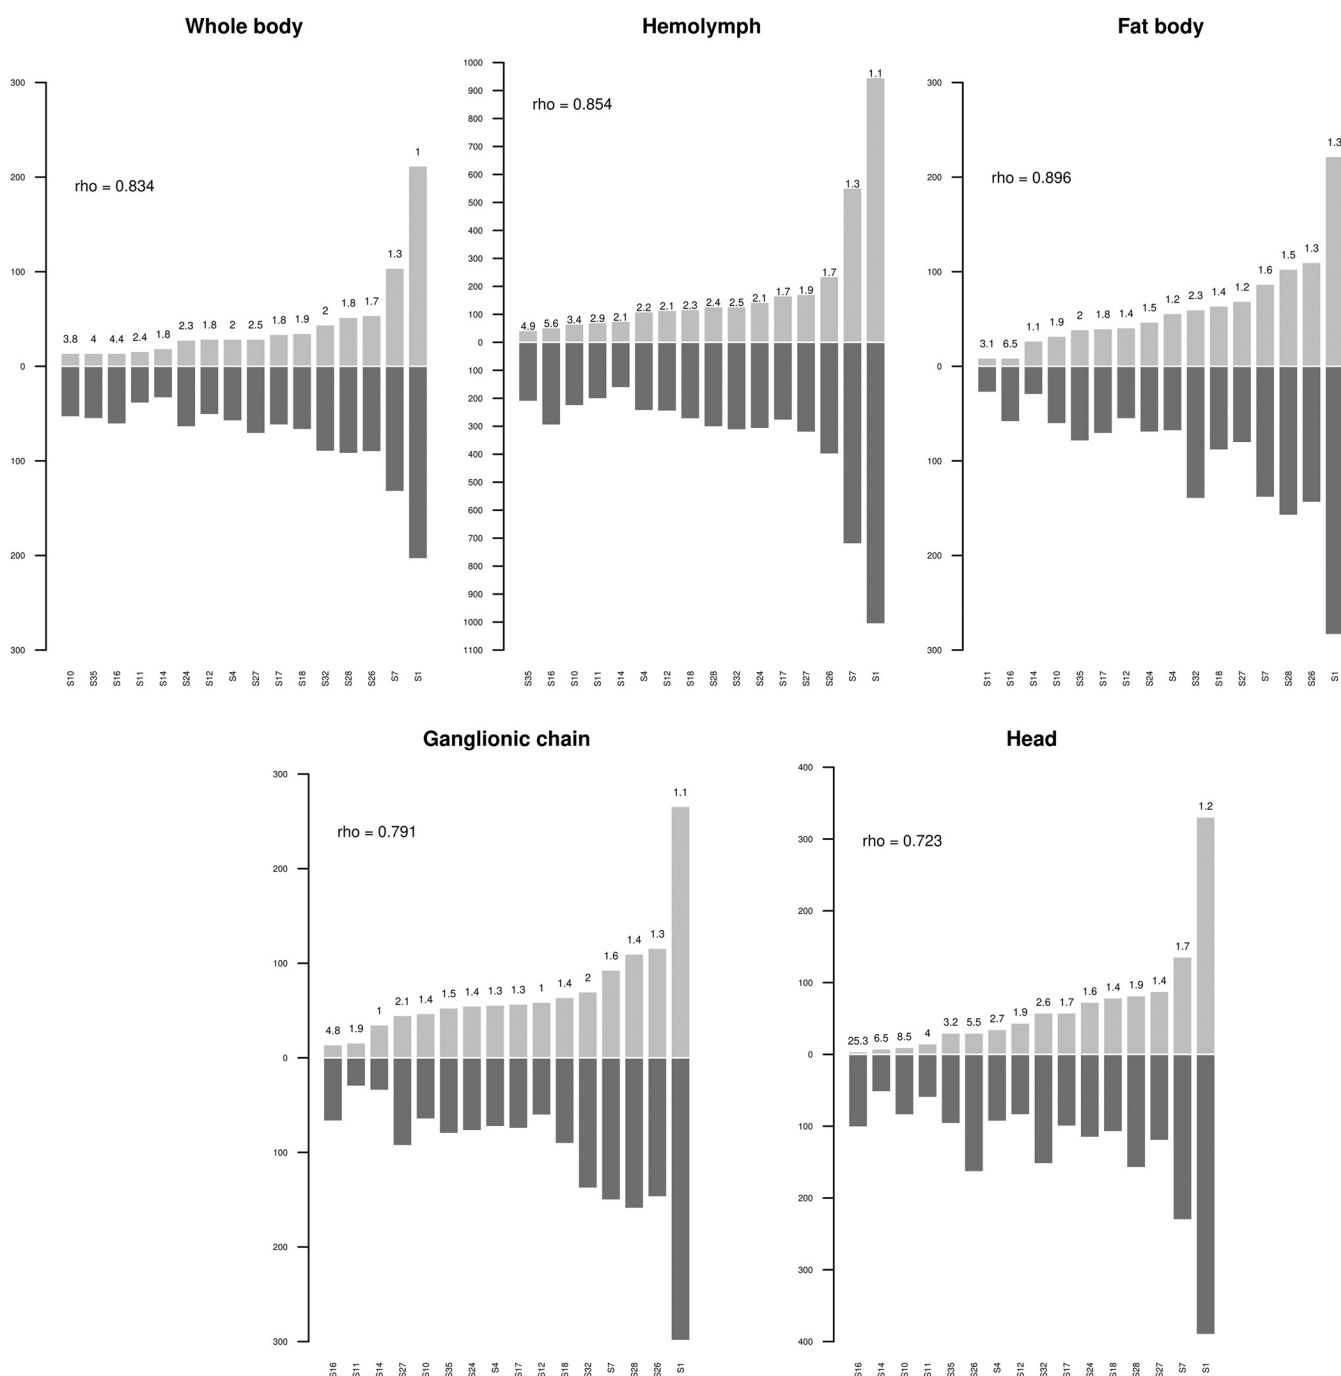 Whole body
300
200
100
0
100
200
300
rho = 0.834
3.8 4 4.4 2.4 1.8 2.3 1.8 2 2.5 1.8 1.9 2 1.8 1.7 1.3 1
S10 S35 S16 S11 S14 S24 S12 S4 S27 S17 S18 S32 S28 S26 S7 S1
Hemolymph
1000
900
800
700
600
500
400
300
200
100
0
100
200
300
400
500
600
700
800
900
1000
1100
rho = 0.854
4.9 5.6 3.4 2.9 2.1 2.2 2.1 2.3 2.4 2.5 2.1 1.7 1.9 1.7 1.3 1.1
S35 S16 S10 S11 S14 S4 S12 S18 S28 S32 S24 S17 S27 S26 S7 S1
Fat body
300
200
100
0
100
200
300
rho = 0.896
3.1 6.5 1.1 1.9 2 1.8 1.4 1.5 1.2 2.3 1.4 1.2 1.6 1.5 1.3 1.3
S11 S16 S14 S10 S35 S17 S12 S24 S4 S32 S18 S27 S7 S28 S26 S1
Ganglionic chain
300
200
100
0
100
200
300
rho = 0.791
4.8 1.9 1 2.1 1.4 1.5 1.4 1.3 1.3 1 1.4 2 1.6 1.4 1.3 1.1
S16 S11 S14 S27 S10 S35 S24 S4 S17 S12 S18 S32 S7 S28 S26 S1
Head
400
300
200
100
0
100
200
300
400
rho = 0.723
25.3 6.5 8.5 4 3.2 5.5 2.7 1.9 2.6 1.7 1.6 1.4 1.9 1.4 1.7 1.2
S16 S14 S10 S11 S35 S26 S4 S12 S32 S17 S24 S18 S28 S27 S7 S1